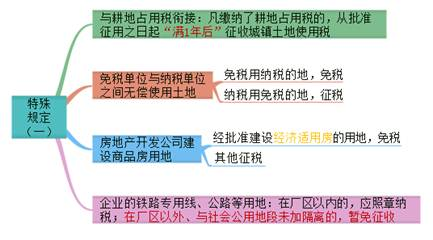 特殊
规定
（一）
与耕地占用税衔接：凡缴纳了耕地占用税的，从批准
征用之日起“满1年后”征收城镇土地使用税
免税单位与纳税单位
之间无偿使用土地
免税用纳税的地，免税
纳税用免税的地，征税
房地产开发公司建
设商品房用地
经批准建设经济适用房的用地，免税
其他征税
企业的铁路专用线、公路等用地：在厂区以内的，应照章纳
税；在厂区以外、与社会公用地段未加隔离的，暂免征收